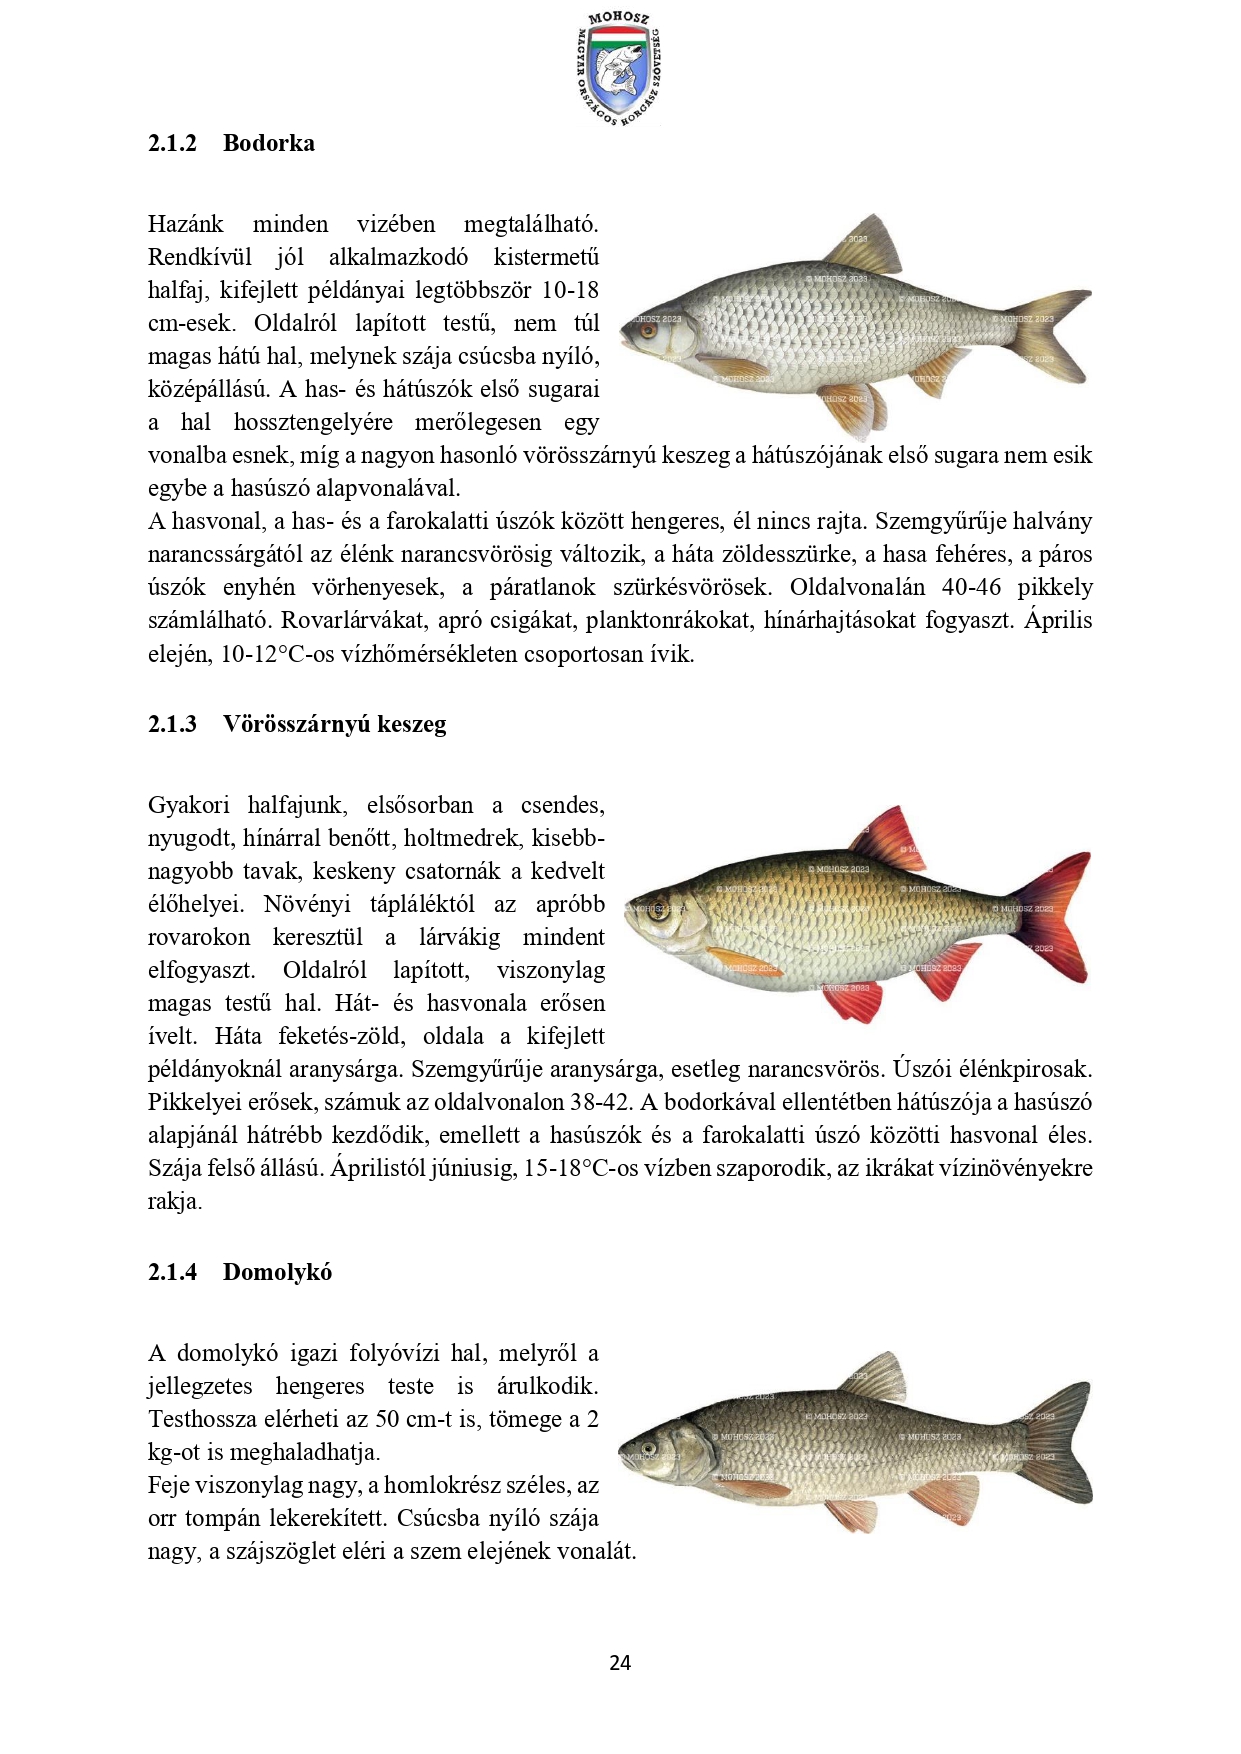 MOHOSZ
MAGYAR ORSZÁGOS HORGÁSZ SZÖVETSÉG
2.1.2 Bodorka
Hazánk minden vizében megtalálható.
Rendkívül jól alkalmazkodó kistermetű
halfaj, kifejlett példányai legtöbbször 10-18
cm-esek. Oldalról lapított testű, nem túl
magas hátú hal, melynek szája csúcsba nyíló,
középállású. A has- és hátúszók első sugarai
a hal hossztengelyére merőlegesen egy
vonalba esnek, míg a nagyon hasonló vörösszárnyú keszeg a hátúszójának első sugara nem esik
egybe a hasúszó alapvonalával.
A hasvonal, a has- és a farokalatti úszók között hengeres, él nincs rajta. Szemgyűrűje halvány
narancssárgától az élénk narancsvörösig változik, a háta zöldesszürke, a hasa fehéres, a páros
úszók enyhén vörhenyesek, a páratlanok szürkésvörösek. Oldalvonalán 40-46 pikkely
számlálható. Rovarlárvákat, apró csigákat, planktonrákokat, hínárhajtásokat fogyaszt. Április
elején, 10-12°C-os vízhőmérsékleten csoportosan ívik.
2.1.3 Vörösszárnyú keszeg
Gyakori halfajunk, elsősorban a csendes,
nyugodt, hínárral benőtt, holtmedrek, kisebb-
nagyobb tavak, keskeny csatornák a kedvelt
élőhelyei. Növényi tápláléktól az apróbb
rovarokon keresztül a lárvákig mindent
elfogyaszt. Oldalról lapított, viszonylag
magas testű hal. Hát- és hasvonala erősen
ívelt. Háta feketés-zöld, oldala a kifejlett
példányoknál aranysárga. Szemgyűrűje aranysárga, esetleg narancsvörös. Úszói élénkpirosak.
Pikkelyei erősek, számuk az oldalvonalon 38-42. A bodorkával ellentétben hátúszója a hasúszó
alapjánál hátrébb kezdődik, emellett a hasúszók és a farokalatti úszó közötti hasvonal éles.
Szája felső állású. Áprilistól júniusig, 15-18°C-os vízben szaporodik, az ikrákat vízinövényekre
rakja.
2.1.4 Domolykó
A domolykó igazi folyóvízi hal, melyről a
jellegzetes hengeres teste is árulkodik.
Testhossza elérheti az 50 cm-t is, tömege a 2
kg-ot is meghaladhatja.
Feje viszonylag nagy, a homlokrész széles, az
orr tompán lekerekített. Csúcsba nyíló szája
nagy, a szájszöglet eléri a szem elejének vonalát.
© MOHOSZ 2023
24